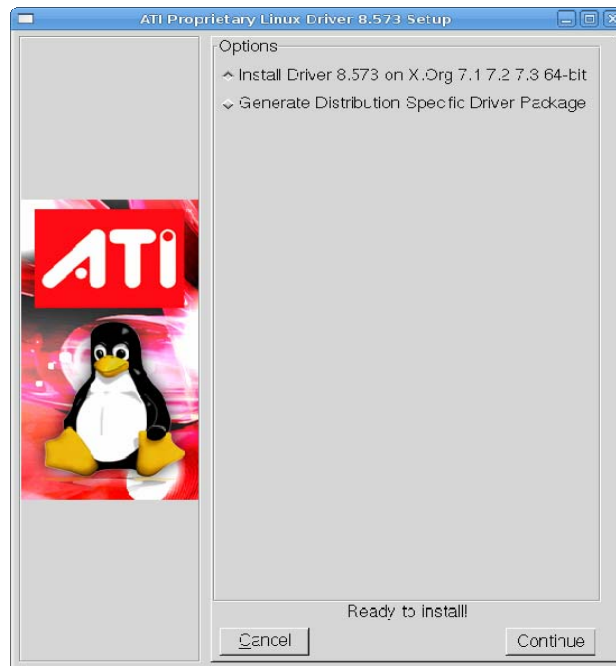 ATI Proprietary Linux Driver 8.573 Setup
Options
Install Driver 8.573 on X.Org 7.1 7.2 7.3 64-bit
Generate Distribution Specific Driver Package
ATI
Ready to install!
Cancel
Continue